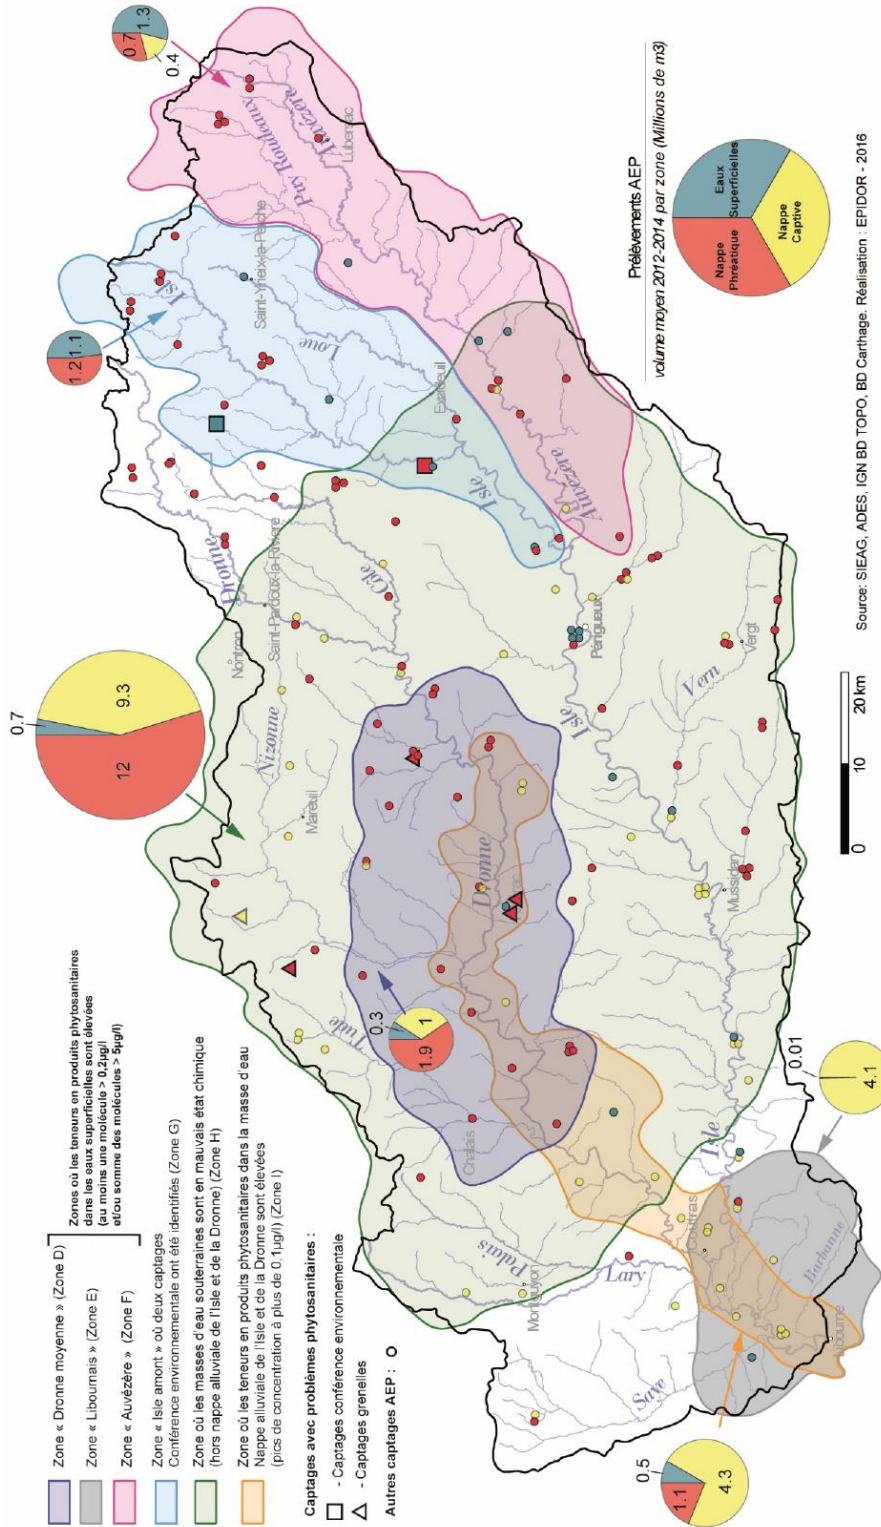 Zone « Dronne moyenne » (Zone D)
Zone « Libournais » (Zone E)
Zone « Auvézère » (Zone F)
Zones où les teneurs en produits phytosanitaires
dans les eaux superficielles sont élevées
(au moins une molécule > 0,2µg/l
et/ou somme des molécules > 5µg/l)
Zone « Isle amont » où deux captages
Conférence environnementale ont été identifiés (Zone G)
Zone où les masses d'eau souterraines sont en mauvais état chimique
(hors nappe alluviale de l'Isle et de la Dronne) (Zone H)
Zone où les teneurs en produits phytosanitaires dans la masse d'eau
Nappe alluviale de l'Isle et de la Dronne sont élevées
(pics de concentration à plus de 0,1µg/l) (Zone I)
Captages avec problèmes phytosanitaires :
- Captages conférence environnementale
- Captages grenelles
Autres captages AEP :
0.7
9.3
12
1.2
1.1
0.7
1.3
0.4
0.3
1
1.9
0.01
4.1
0.5
1.1
4.3
Dronne
Nontron
Saint-Pardoux-la-Rivière
Nizonne
Mareuil
Côle
Tude
Chalais
Dronne
Palais
Montguyon
Lary
Saye
Coutras
Isle
Barbanne
Libourne
Mussidan
Isle
Vern
Vergt
Périgueux
Isle
Auvézère
Excideuil
Loue
Isle
Saint-Yrieix-la-Perche
Puy Roudeaux
Auvézère
Lubersac
0
10
20 km
Prélèvements AEP
volume moyen 2012-2014 par zone (Millions de m3)
Nappe
Phréatique
Eaux
Superficielles
Nappe
Captive
Source: SIEAG, ADES, IGN BD TOPO, BD Carthage. Réalisation : EPIDOR - 2016